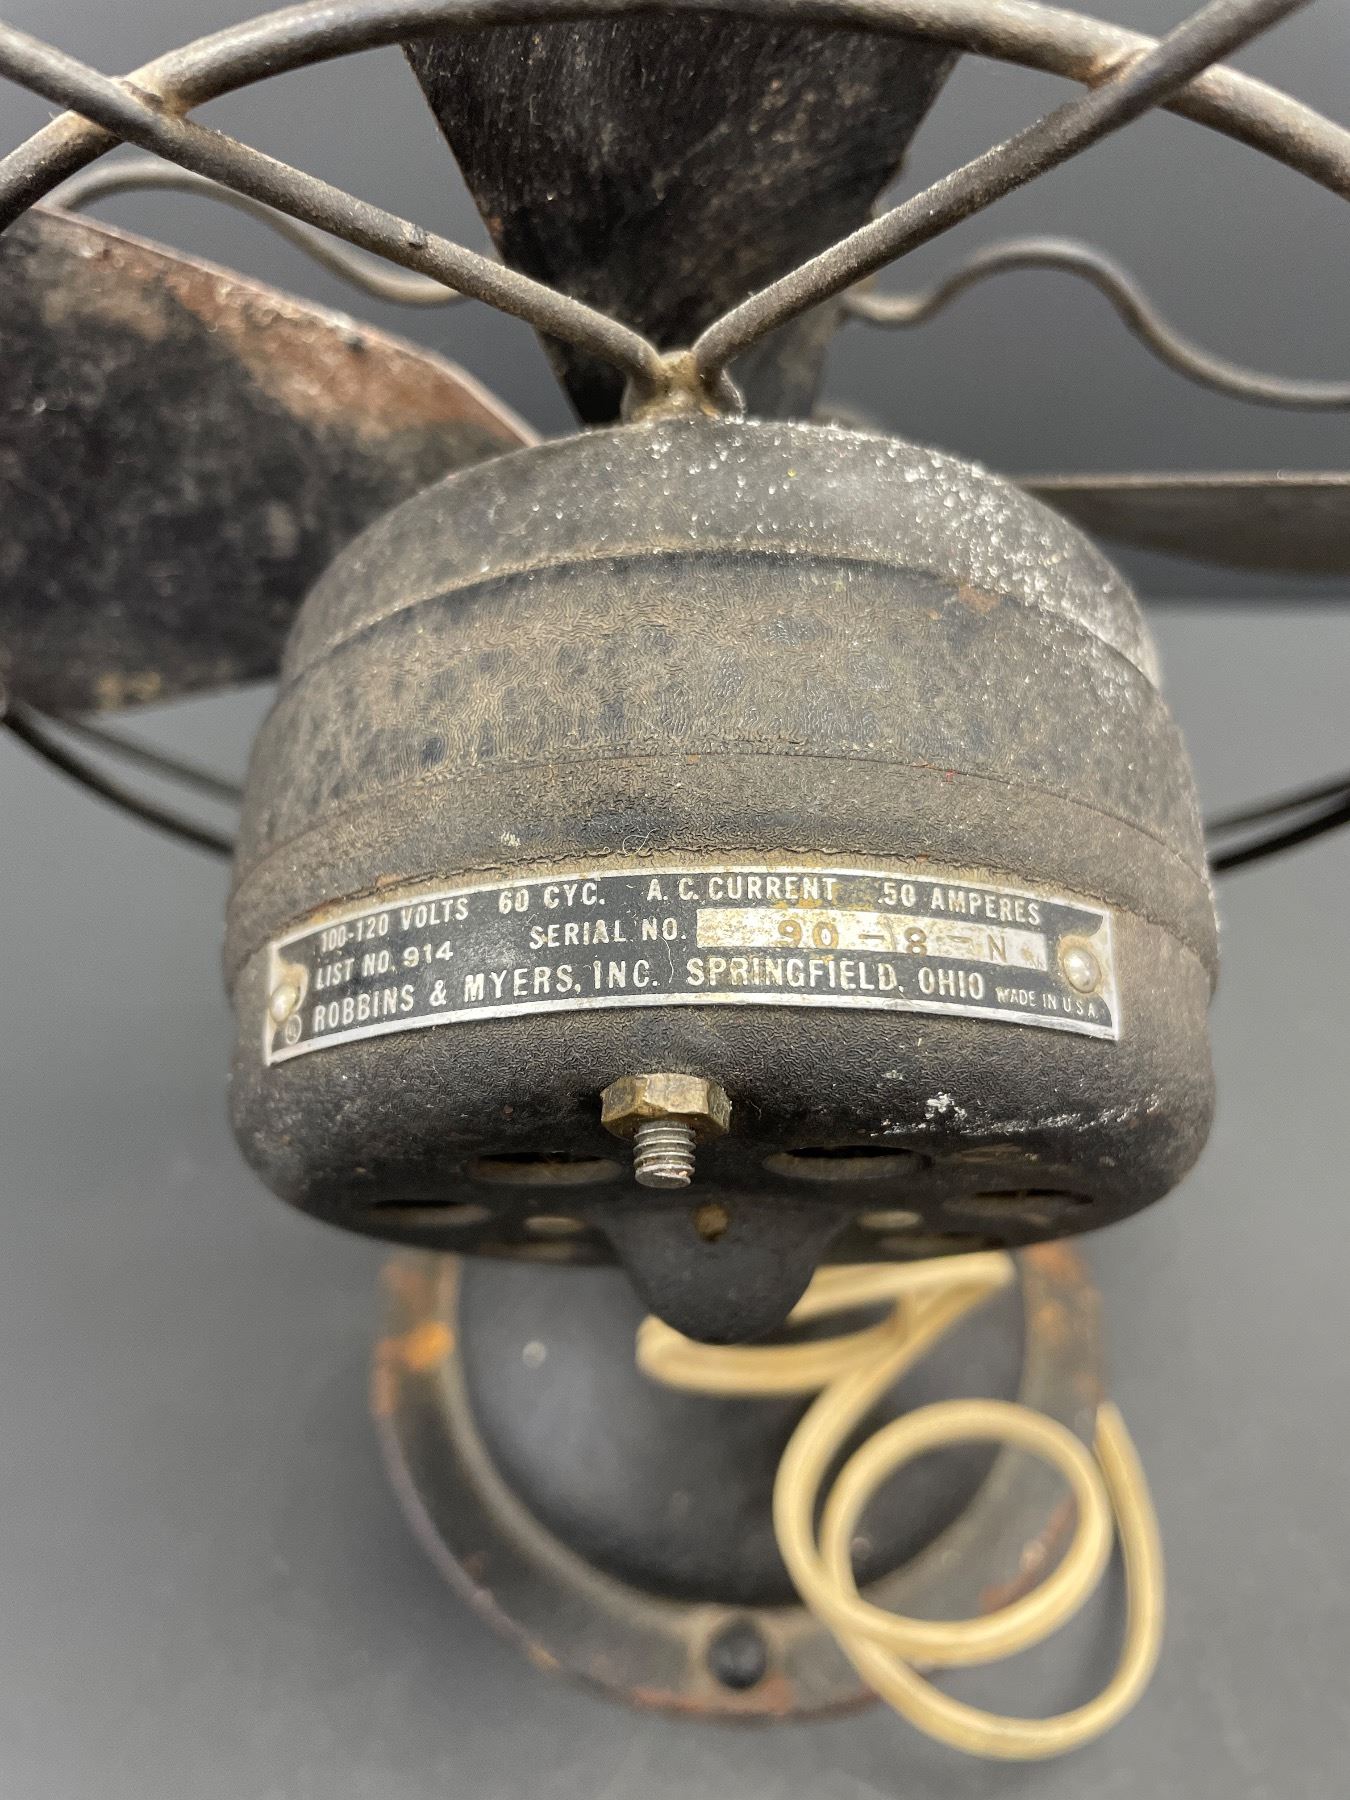 100-120 VOLTS 60 CYC. A.C. CURRENT .50 AMPERES
LIST NO. 914 SERIAL NO. 90-8-N
ROBBINS & MYERS, INC. SPRINGFIELD, OHIO MADE IN U.S.A.